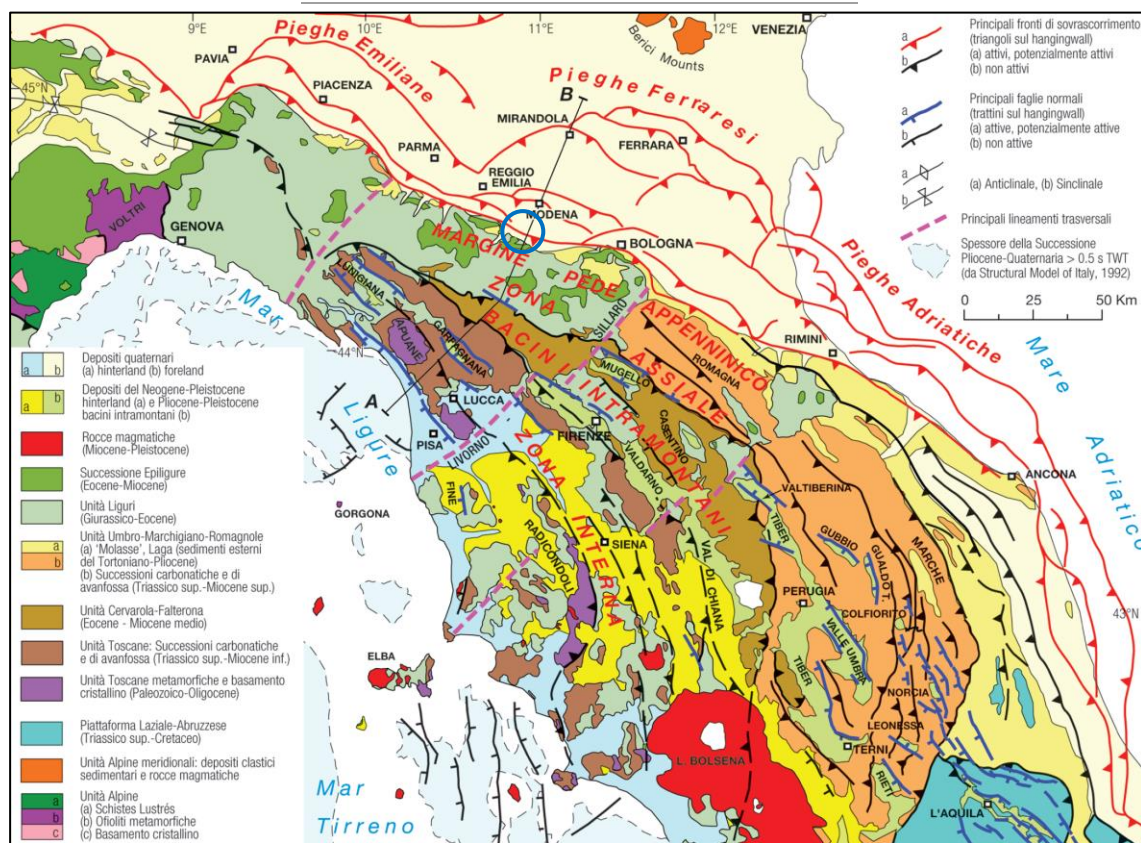 9°E
10°E
11°E
12°E
VENEZIA
Berici Mounts
PAVIA
PIACENZA
Pieghe Emiliane
B
Pieghe Ferraresi
45°N
MIRANDOLA
FERRARA
PARMA
REGGIO
EMILIA
MODENA
VOLTRI
GENOVA
BOLOGNA
MARGINE PEDE APPENNINICO
ZONA ASSIALE
BACINI INTRAMONTANI
ZONA INTERNA
Pieghe Adriatiche
LUNIGIANA
APUANE
GARFAGNANA
SILLARO
MUGELLO
ROMAGNA
RIMINI
Mar
Ligure
44°N
A
LUCCA
PISA
LIVORNO
FIRENZE
CASENTINO
VALDARNO
Mare
Adriatico
ANCONA
GORGONA
FINE
RADICONDOLI
SIENA
VAL DI CHIANA
VALTIBERINA
TIBER
GUBBIO
GUALDO T.
MARCHE
PERUGIA
COLFIORITO
43°N
VALLE UMBRA
TIBER
NORCIA
LEONESSA
TERNI
RIETI
ELBA
L. BOLSENA
L'AQUILA
Mar
Tirreno
Principali fronti di sovrascorrimento
(triangoli sul hangingwall)
a
(a) attivi, potenzialmente attivi
b
(b) non attivi
Principali faglie normali
(trattini sul hangingwall)
a
(a) attive, potenzialmente attive
b
(b) non attive
a
b
(a) Anticlinale, (b) Sinclinale
Principali lineamenti trasversali
Spessore della Successione
Pliocene-Quaternaria > 0.5 s TWT
(da Structural Model of Italy, 1992)
0 25 50 Km
a b
Depositi quaternari
(a) hinterland (b) foreland
a b
Depositi del Neogene-Pleistocene
hinterland (a) e Pliocene-Pleistocene
bacini intramontani (b)
Rocce magmatiche
(Miocene-Pleistocene)
Successione Epiligure
(Eocene-Miocene)
Unità Liguri
(Giurassico-Eocene)
a
b
Unità Umbro-Marchigiano-Romagnole
(a) 'Molasse', Laga (sedimenti esterni
del Tortoniano-Pliocene)
(b) Successioni carbonatiche e di
avanfossa (Triassico sup.-Miocene sup.)
Unità Cervarola-Falterona
(Eocene - Miocene medio)
Unità Toscane: Successioni carbonatiche
e di avanfossa (Triassico sup.-Miocene inf.)
Unità Toscane metamorfiche e basamento
cristallino (Paleozoico-Oligocene)
Piattaforma Laziale-Abruzzese
(Triassico sup.-Cretaceo)
Unità Alpine meridionali: depositi clastici
sedimentari e rocce magmatiche
a
b
c
Unità Alpine
(a) Schistes Lustrés
(b) Ofioliti metamorfiche
(c) Basamento cristallino